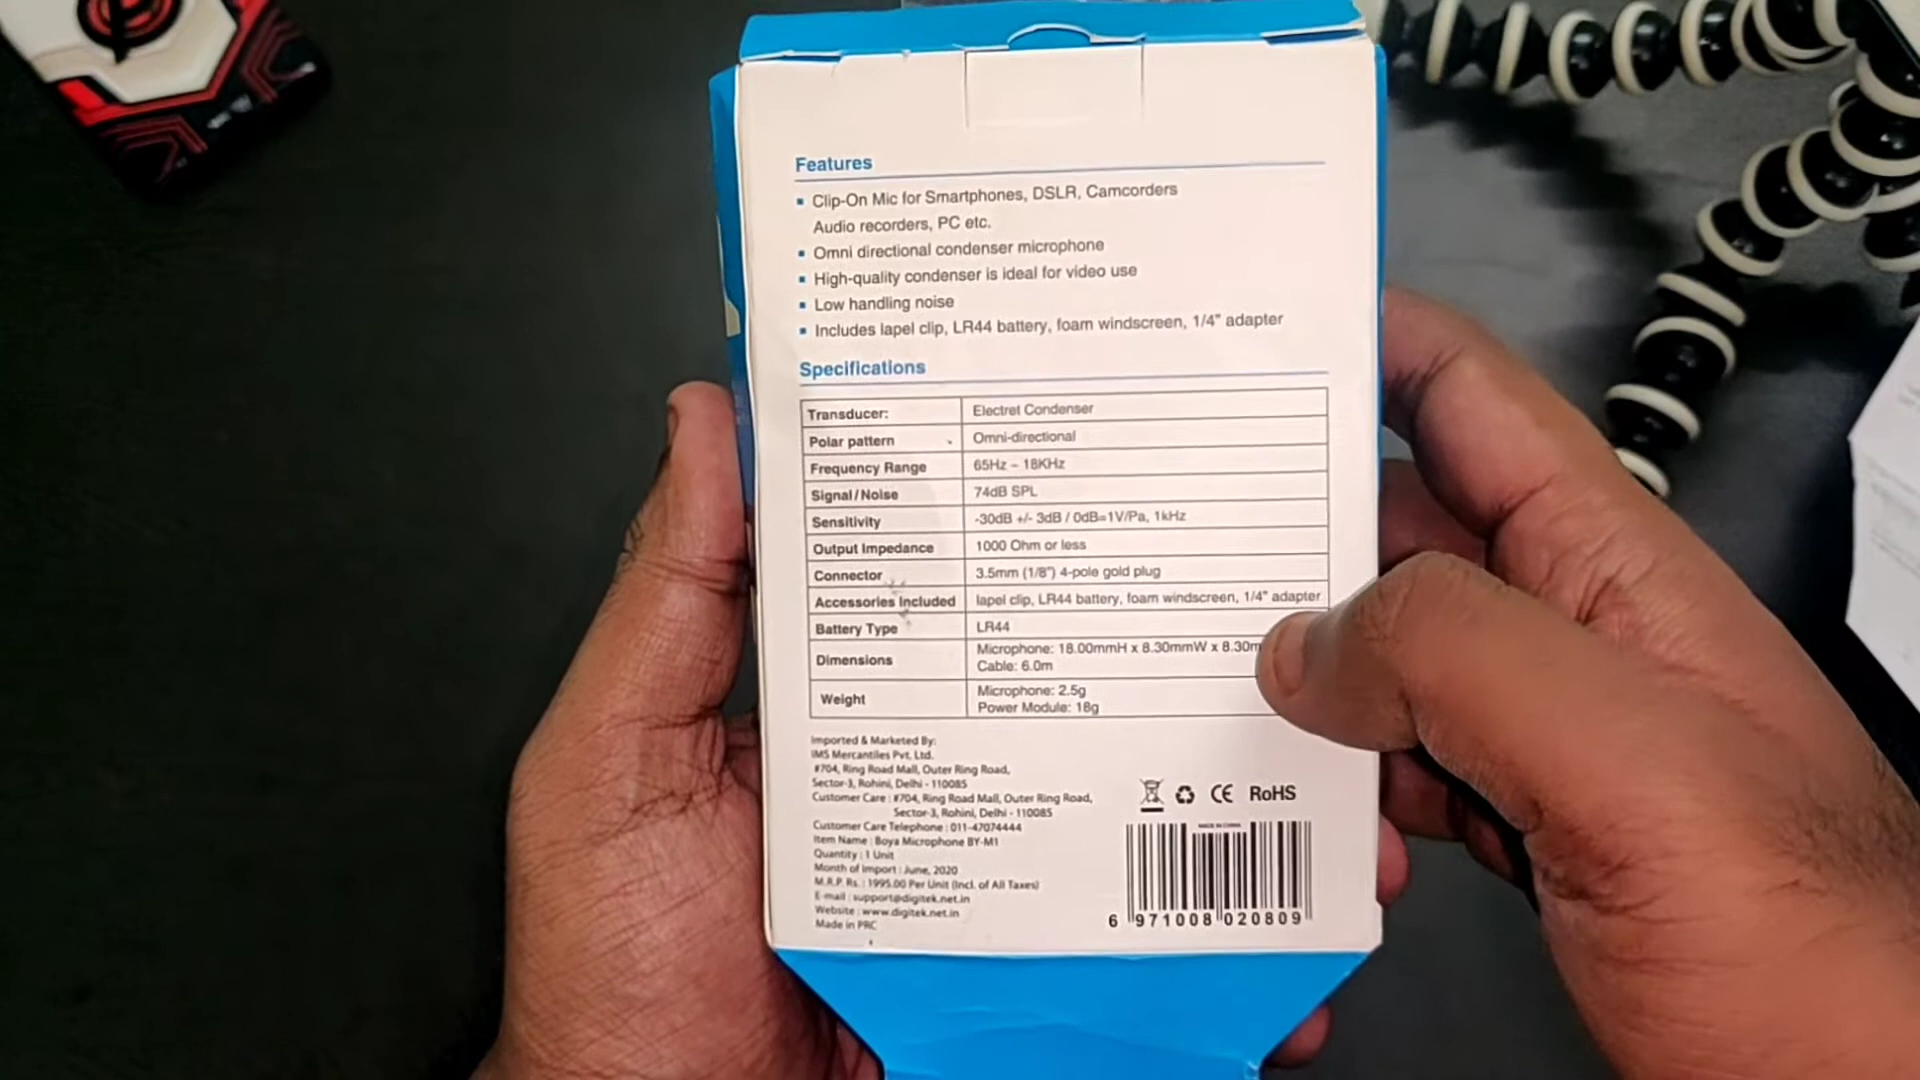 Features
▪ Clip-On Mic for Smartphones, DSLR, Camcorders
Audio recorders, PC etc.
▪ Omni directional condenser microphone
▪ High-quality condenser is ideal for video use
▪ Low handling noise
▪ Includes lapel clip, LR44 battery, foam windscreen, 1/4" adapter
Specifications
Transducer: Electret Condenser
Polar pattern Omni-directional
Frequency Range 65Hz – 18KHz
Signal/Noise 74dB SPL
Sensitivity -30dB +/- 3dB / 0dB=1V/Pa, 1kHz
Output Impedance 1000 Ohm or less
Connector 3.5mm (1/8") 4-pole gold plug
Accessories Included lapel clip, LR44 battery, foam windscreen, 1/4" adapter
Battery Type LR44
Dimensions Microphone: 18.00mmH x 8.30mmW x 8.30m
Cable: 6.0m
Weight Microphone: 2.5g
Power Module: 18g
Imported & Marketed By:
IMS Mercantiles Pvt. Ltd.
#704, Ring Road Mall, Outer Ring Road,
Sector-3, Rohini, Delhi - 110085
Customer Care : #704, Ring Road Mall, Outer Ring Road,
Sector-3, Rohini, Delhi - 110085
Customer Care Telephone : 011-47074444
Item Name : Boya Microphone BY-M1
Quantity : 1 Unit
Month of Import : June, 2020
M.R.P. Rs. : 1995.00 Per Unit (Incl. of All Taxes)
E-mail : support@digitek.net.in
Website : www.digitek.net.in
Made in PRC
CE RoHS
MADE IN CHINA
6 971008 020809